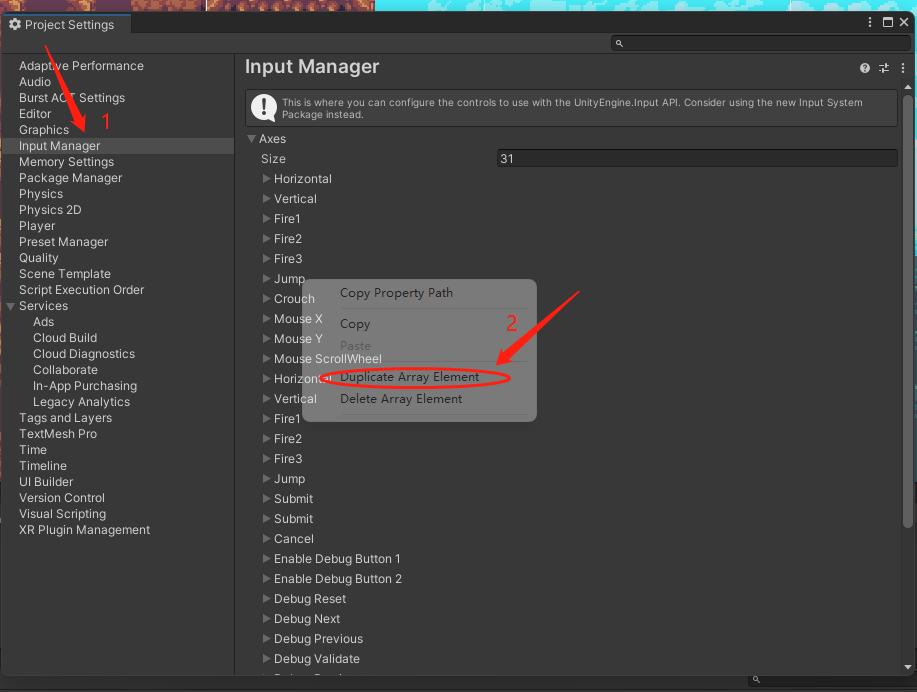 Project Settings
Adaptive Performance
Audio
Burst AOT Settings
Editor
Graphics
1
Input Manager
Memory Settings
Package Manager
Physics
Physics 2D
Player
Preset Manager
Quality
Scene Template
Script Execution Order
Services
Ads
Cloud Build
Cloud Diagnostics
Collaborate
In-App Purchasing
Legacy Analytics
Tags and Layers
TextMesh Pro
Time
Timeline
UI Builder
Version Control
Visual Scripting
XR Plugin Management
Input Manager
This is where you can configure the controls to use with the UnityEngine.Input API. Consider using the new Input System
Package instead.
Axes
Size 31
Horizontal
Vertical
Fire1
Fire2
Fire3
Jump
Crouch
Mouse X
Mouse Y
Mouse ScrollWheel
Horizontal
Vertical
Fire1
Fire2
Fire3
Jump
Submit
Submit
Cancel
Enable Debug Button 1
Enable Debug Button 2
Debug Reset
Debug Next
Debug Previous
Debug Validate
Copy Property Path
Copy
2
Paste
Duplicate Array Element
Delete Array Element